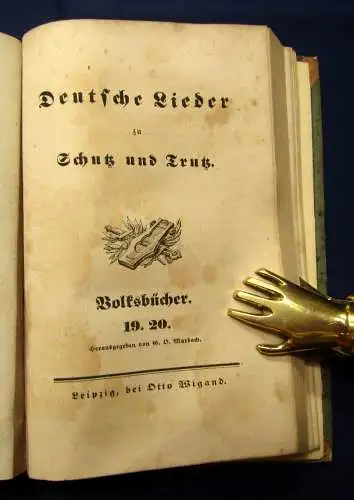 Deutsche Lieder
zu
Schutz und Trutz.
Volksbücher.
19. 20.
Herausgegeben von G. O. Marbach.
Leipzig, bei Otto Wigand.